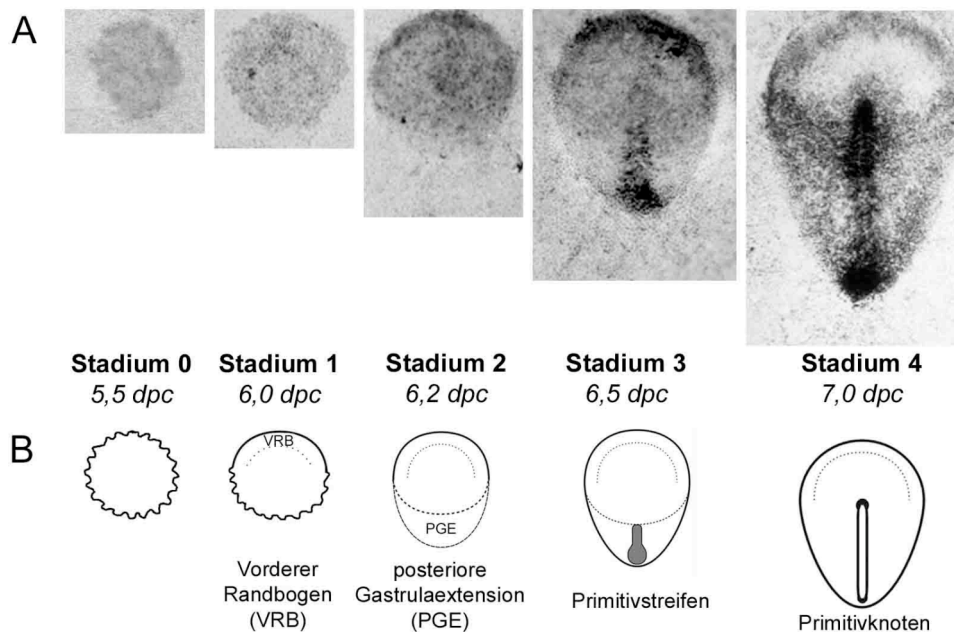 A
Stadium 0
5,5 dpc
Stadium 1
6,0 dpc
Stadium 2
6,2 dpc
Stadium 3
6,5 dpc
Stadium 4
7,0 dpc
B
VRB
PGE
Vorderer
Randbogen
(VRB)
posteriore
Gastrulaextension
(PGE)
Primitivstreifen
Primitivknoten